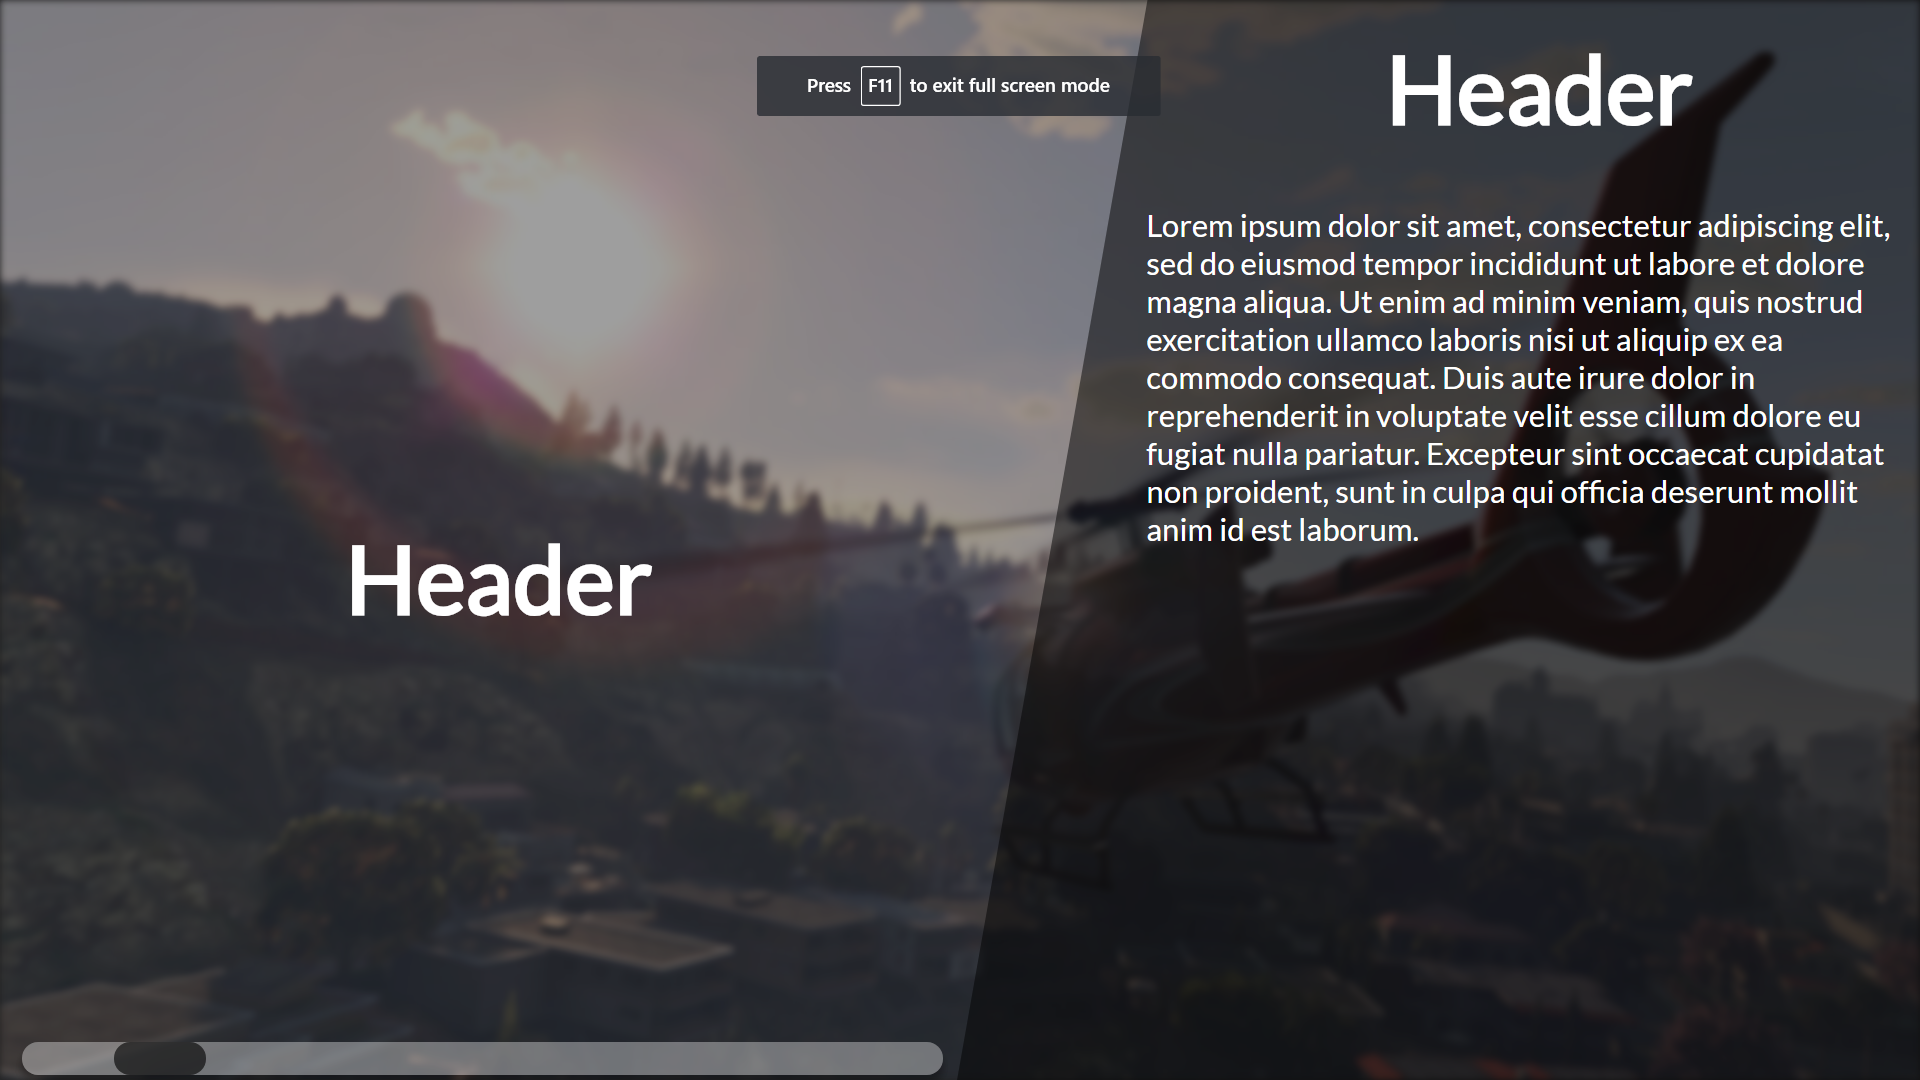 Press F11 to exit full screen mode
Header
Lorem ipsum dolor sit amet, consectetur adipiscing elit,
sed do eiusmod tempor incididunt ut labore et dolore
magna aliqua. Ut enim ad minim veniam, quis nostrud
exercitation ullamco laboris nisi ut aliquip ex ea
commodo consequat. Duis aute irure dolor in
reprehenderit in voluptate velit esse cillum dolore eu
fugiat nulla pariatur. Excepteur sint occaecat cupidatat
non proident, sunt in culpa qui officia deserunt mollit
anim id est laborum.
Header